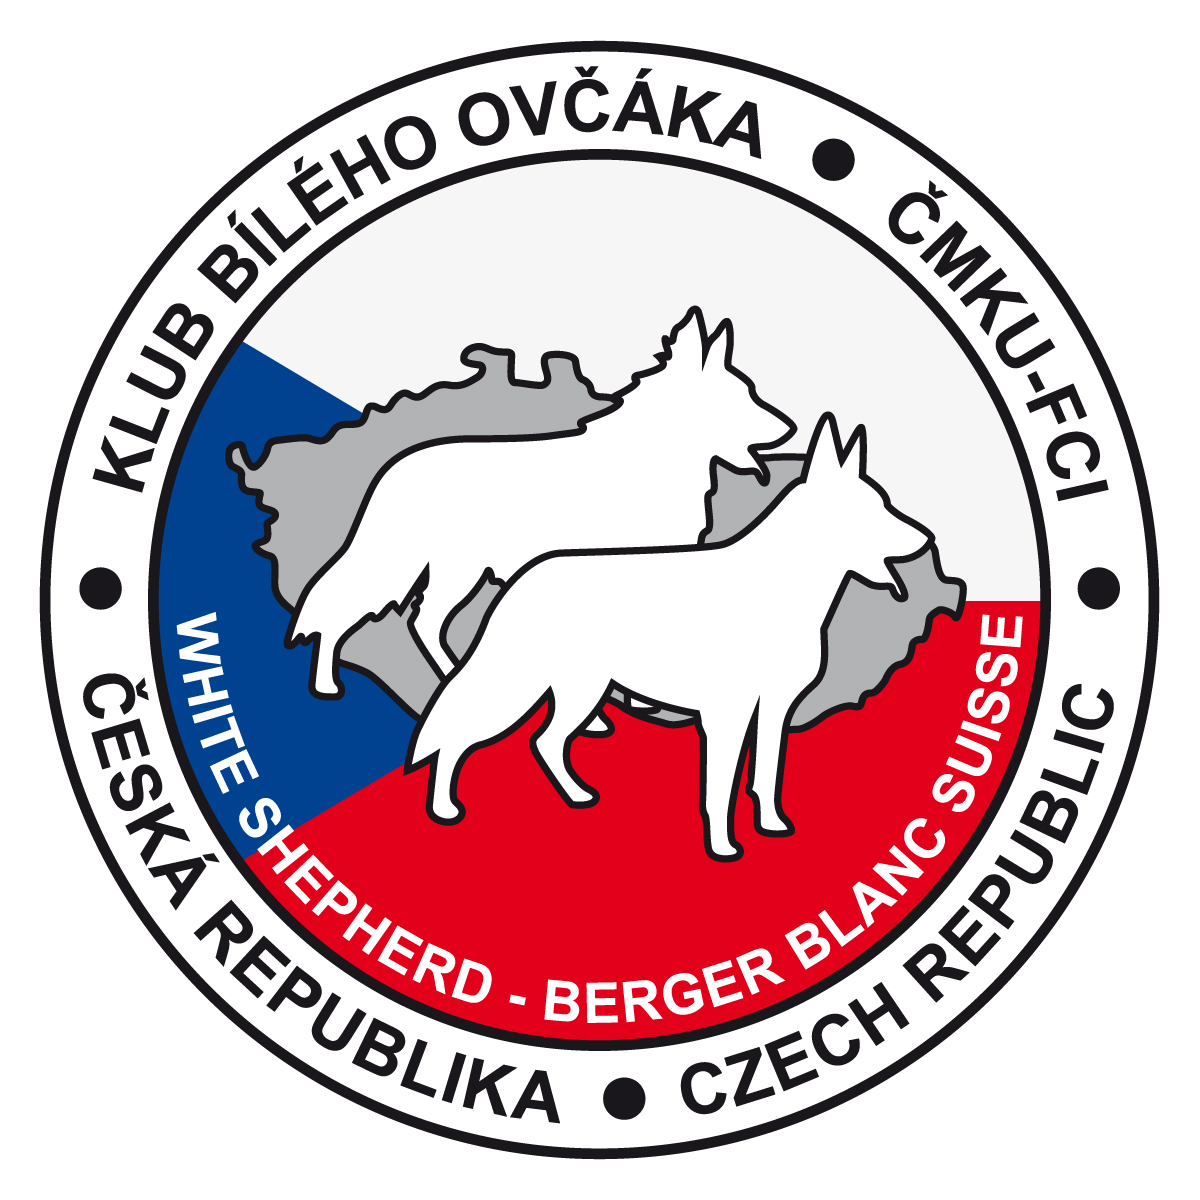 KLUB BÍLÉHO OVČÁKA
ČMKU-FCI
ČESKÁ REPUBLIKA
CZECH REPUBLIC
WHITE SHEPHERD - BERGER BLANC SUISSE